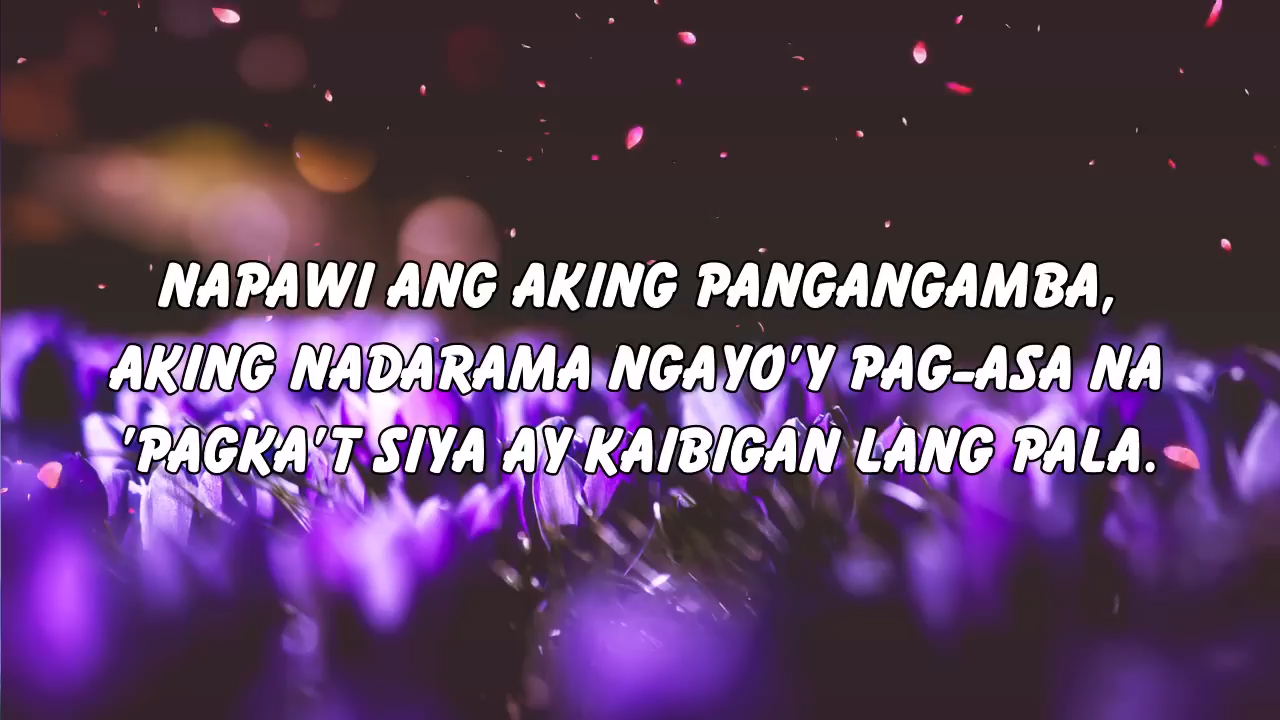 NAPAWI ANG AKING PANGANGAMBA,
AKING NADARAMA NGAYO'Y PAG-ASA NA
'PAGKA'T SIYA AY KAIBIGAN LANG PALA.